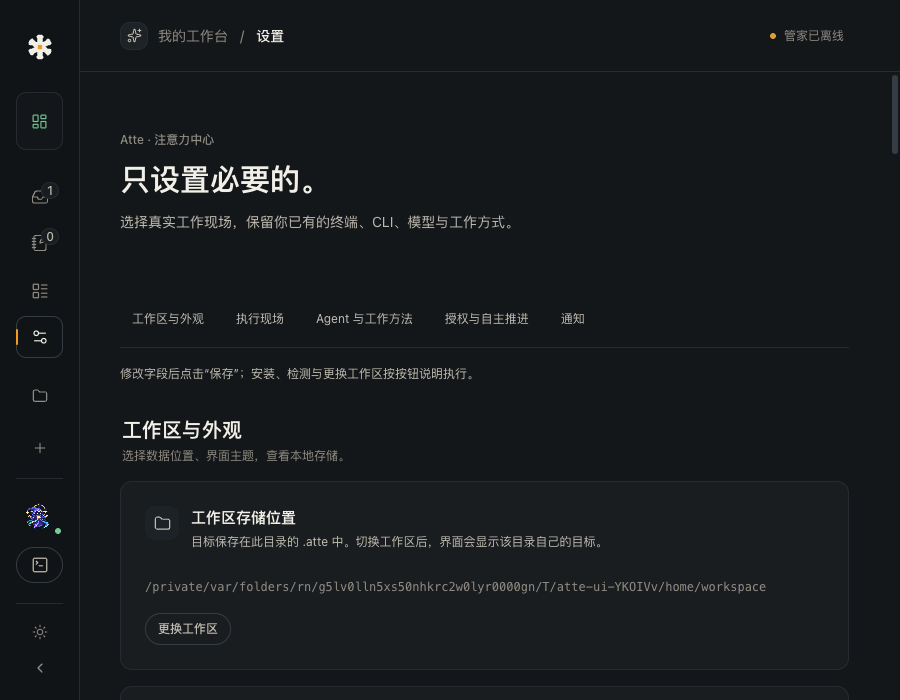 我的工作台 / 设置
管家已离线
1
0
Atte · 注意力中心
只设置必要的。
选择真实工作现场，保留你已有的终端、CLI、模型与工作方式。
工作区与外观 执行现场 Agent 与工作方法 授权与自主推进 通知
修改字段后点击“保存”；安装、检测与更换工作区按按钮说明执行。
工作区与外观
选择数据位置、界面主题，查看本地存储。
工作区存储位置
目标保存在此目录的 .atte 中。切换工作区后，界面会显示该目录自己的目标。
/private/var/folders/rn/g5lv0lln5xs50nhkrc2w0lyr0000gn/T/atte-ui-YKOIVv/home/workspace
更换工作区